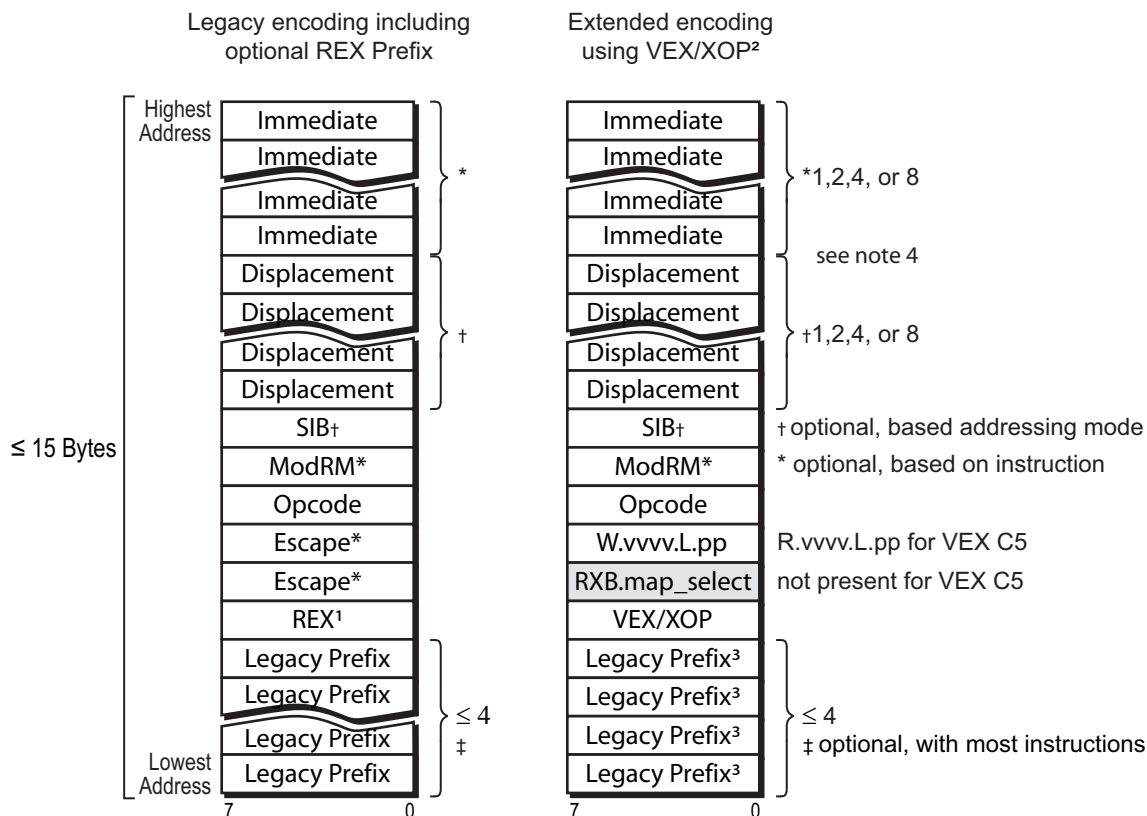 Legacy encoding including
optional REX Prefix
Extended encoding
using VEX/XOP²
≤ 15 Bytes
Highest
Address
Immediate
Immediate
Immediate
Immediate
*
Displacement
Displacement
Displacement
Displacement
†
SIB†
ModRM*
Opcode
Escape*
Escape*
REX¹
Legacy Prefix
Legacy Prefix
Legacy Prefix
Legacy Prefix
≤ 4
‡
Lowest
Address
7 0
Immediate
Immediate
Immediate
Immediate
*1,2,4, or 8
see note 4
Displacement
Displacement
Displacement
Displacement
†1,2,4, or 8
SIB†
† optional, based addressing mode
ModRM*
* optional, based on instruction
Opcode
W.vvvv.L.pp
R.vvvv.L.pp for VEX C5
RXB.map_select
not present for VEX C5
VEX/XOP
Legacy Prefix³
Legacy Prefix³
Legacy Prefix³
Legacy Prefix³
≤ 4
‡ optional, with most instructions
7 0